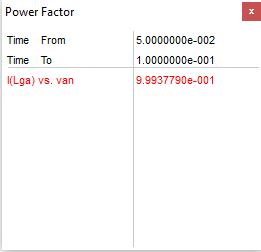 Power Factor x
Time From 5.0000000e-002
Time To 1.0000000e-001
I(Lga) vs. van 9.9937790e-001